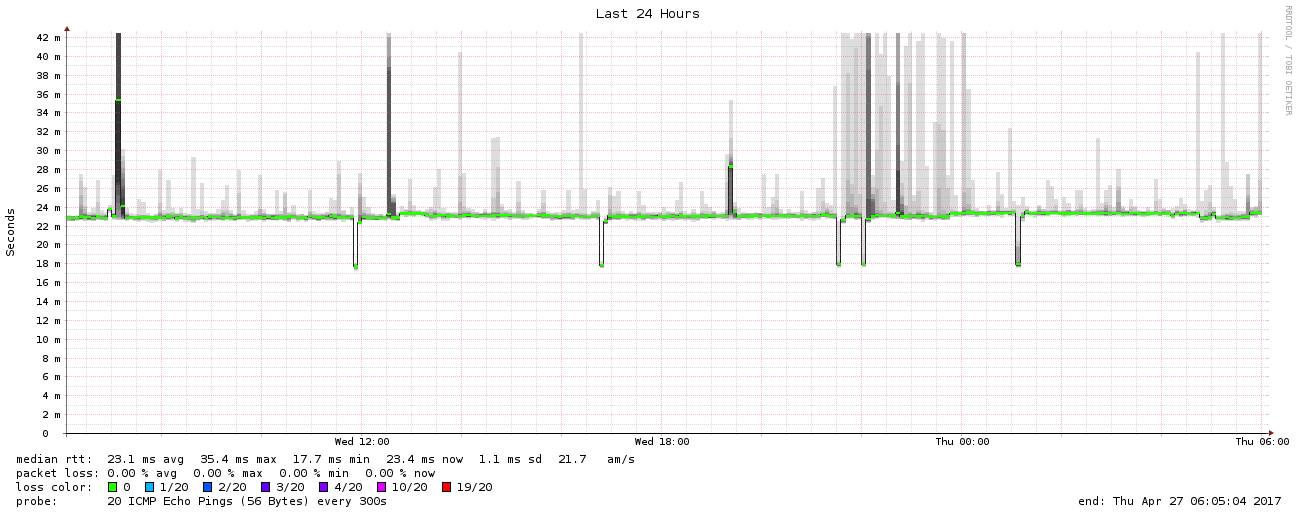 Last 24 Hours
RRDTOOL / TOBI OETIKER
Seconds
42 m
40 m
38 m
36 m
34 m
32 m
30 m
28 m
26 m
24 m
22 m
20 m
18 m
16 m
14 m
12 m
10 m
8 m
6 m
4 m
2 m
0
Wed 12:00 Wed 18:00 Thu 00:00 Thu 06:00
median rtt: 23.1 ms avg 35.4 ms max 17.7 ms min 23.4 ms now 1.1 ms sd 21.7 am/s
packet loss: 0.00 % avg 0.00 % max 0.00 % min 0.00 % now
loss color: 0 1/20 2/20 3/20 4/20 10/20 19/20
probe: 20 ICMP Echo Pings (56 Bytes) every 300s end: Thu Apr 27 06:05:04 2017